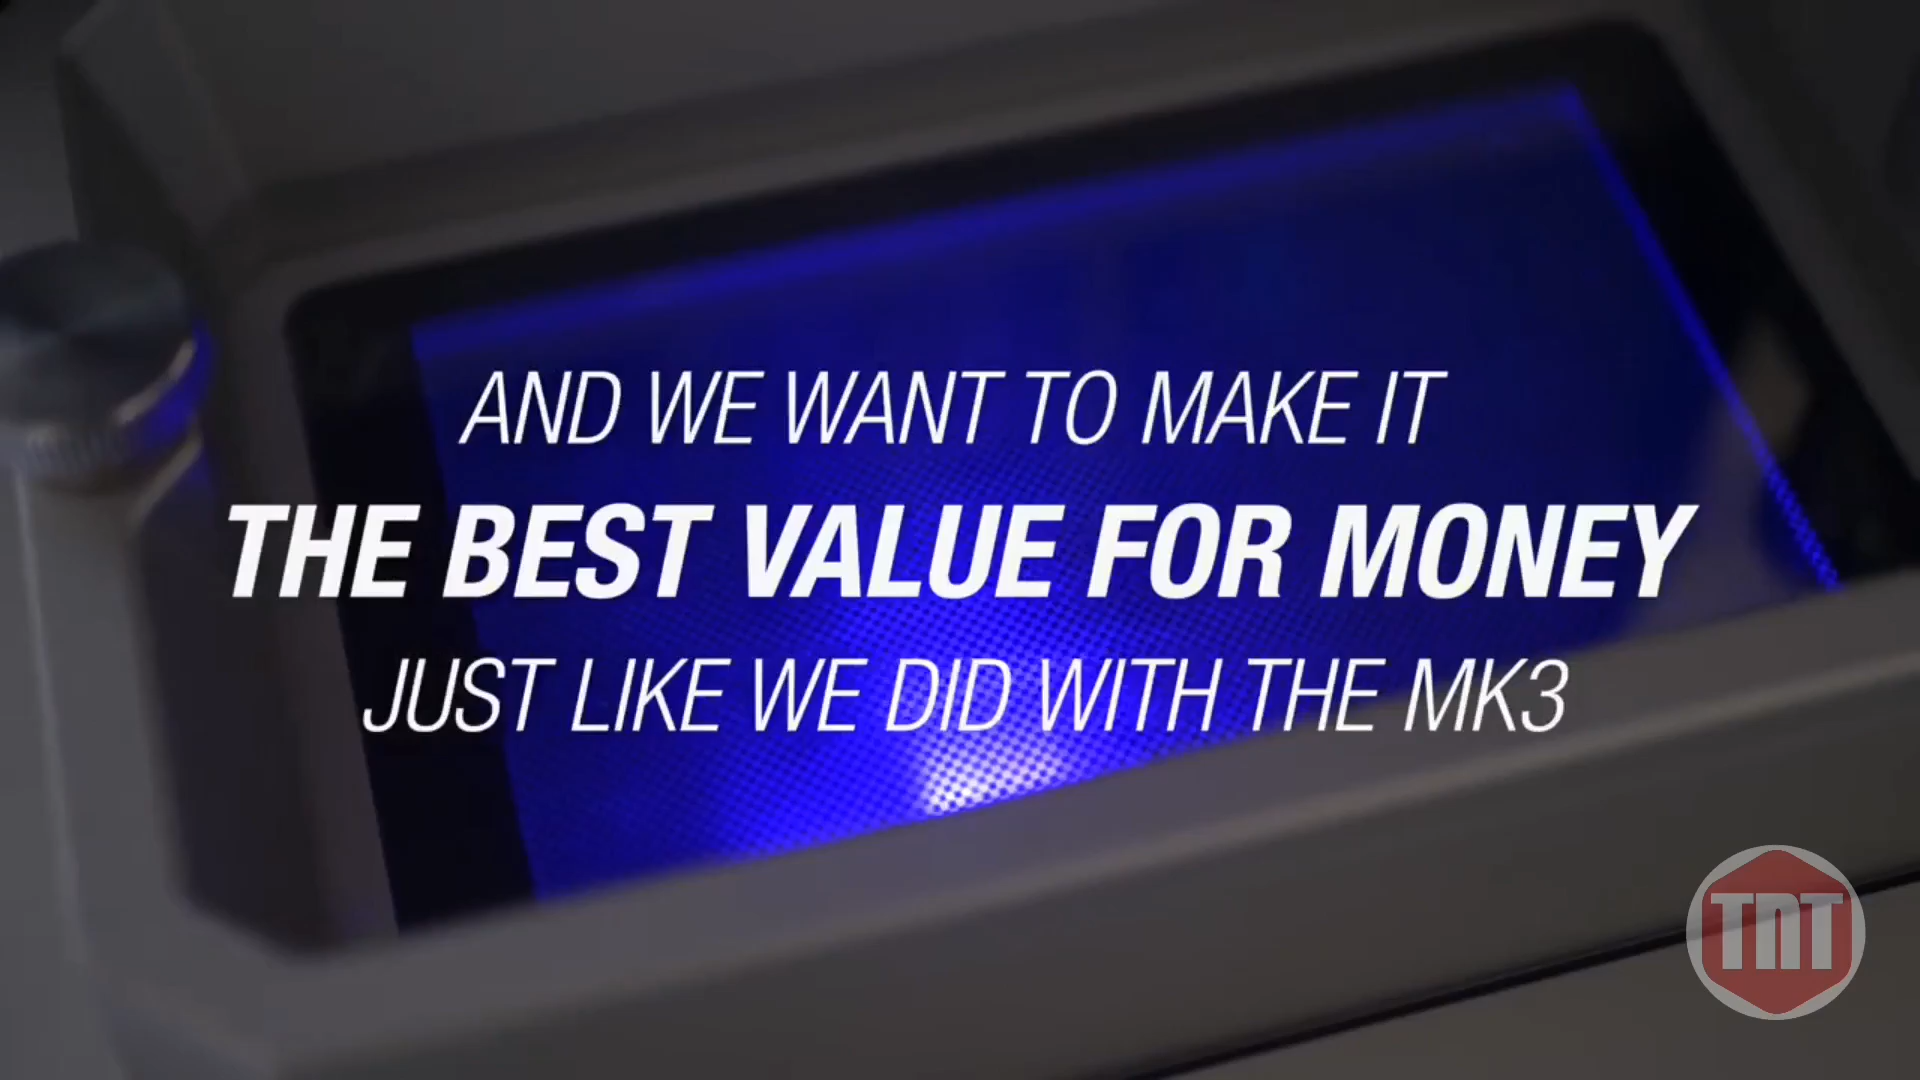 AND WE WANT TO MAKE IT
THE BEST VALUE FOR MONEY
JUST LIKE WE DID WITH THE MK3
TNT